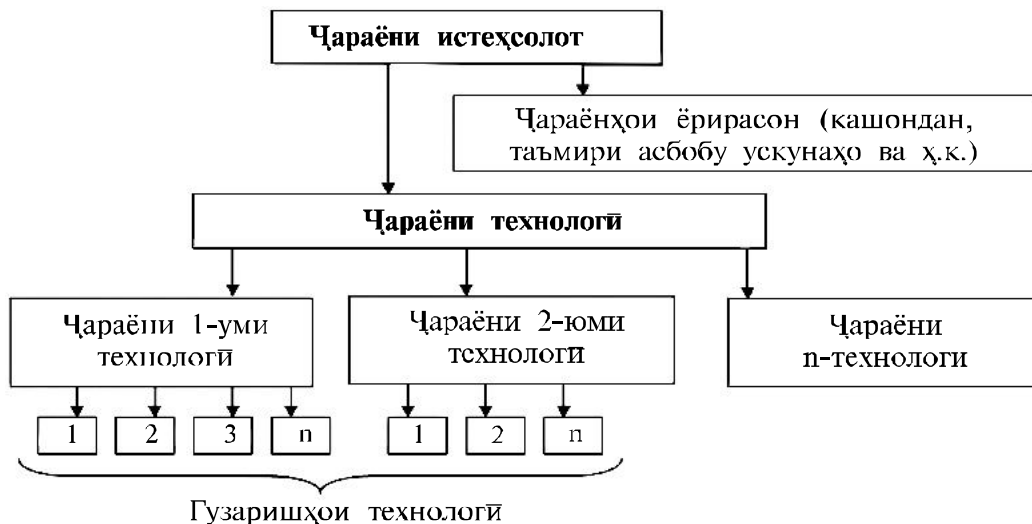 Ҷараёни истеҳсолот
Ҷараёнҳои ёрирасон (кашондан,
таъмири асбобу ускунаҳо ва ҳ.к.)
Ҷараёни технологӣ
Ҷараёни 1-уми
технологӣ
Ҷараёни 2-юми
технологӣ
Ҷараёни
n-технологи
1 2 3 n
1 2 n
Гузаришҳои технологӣ